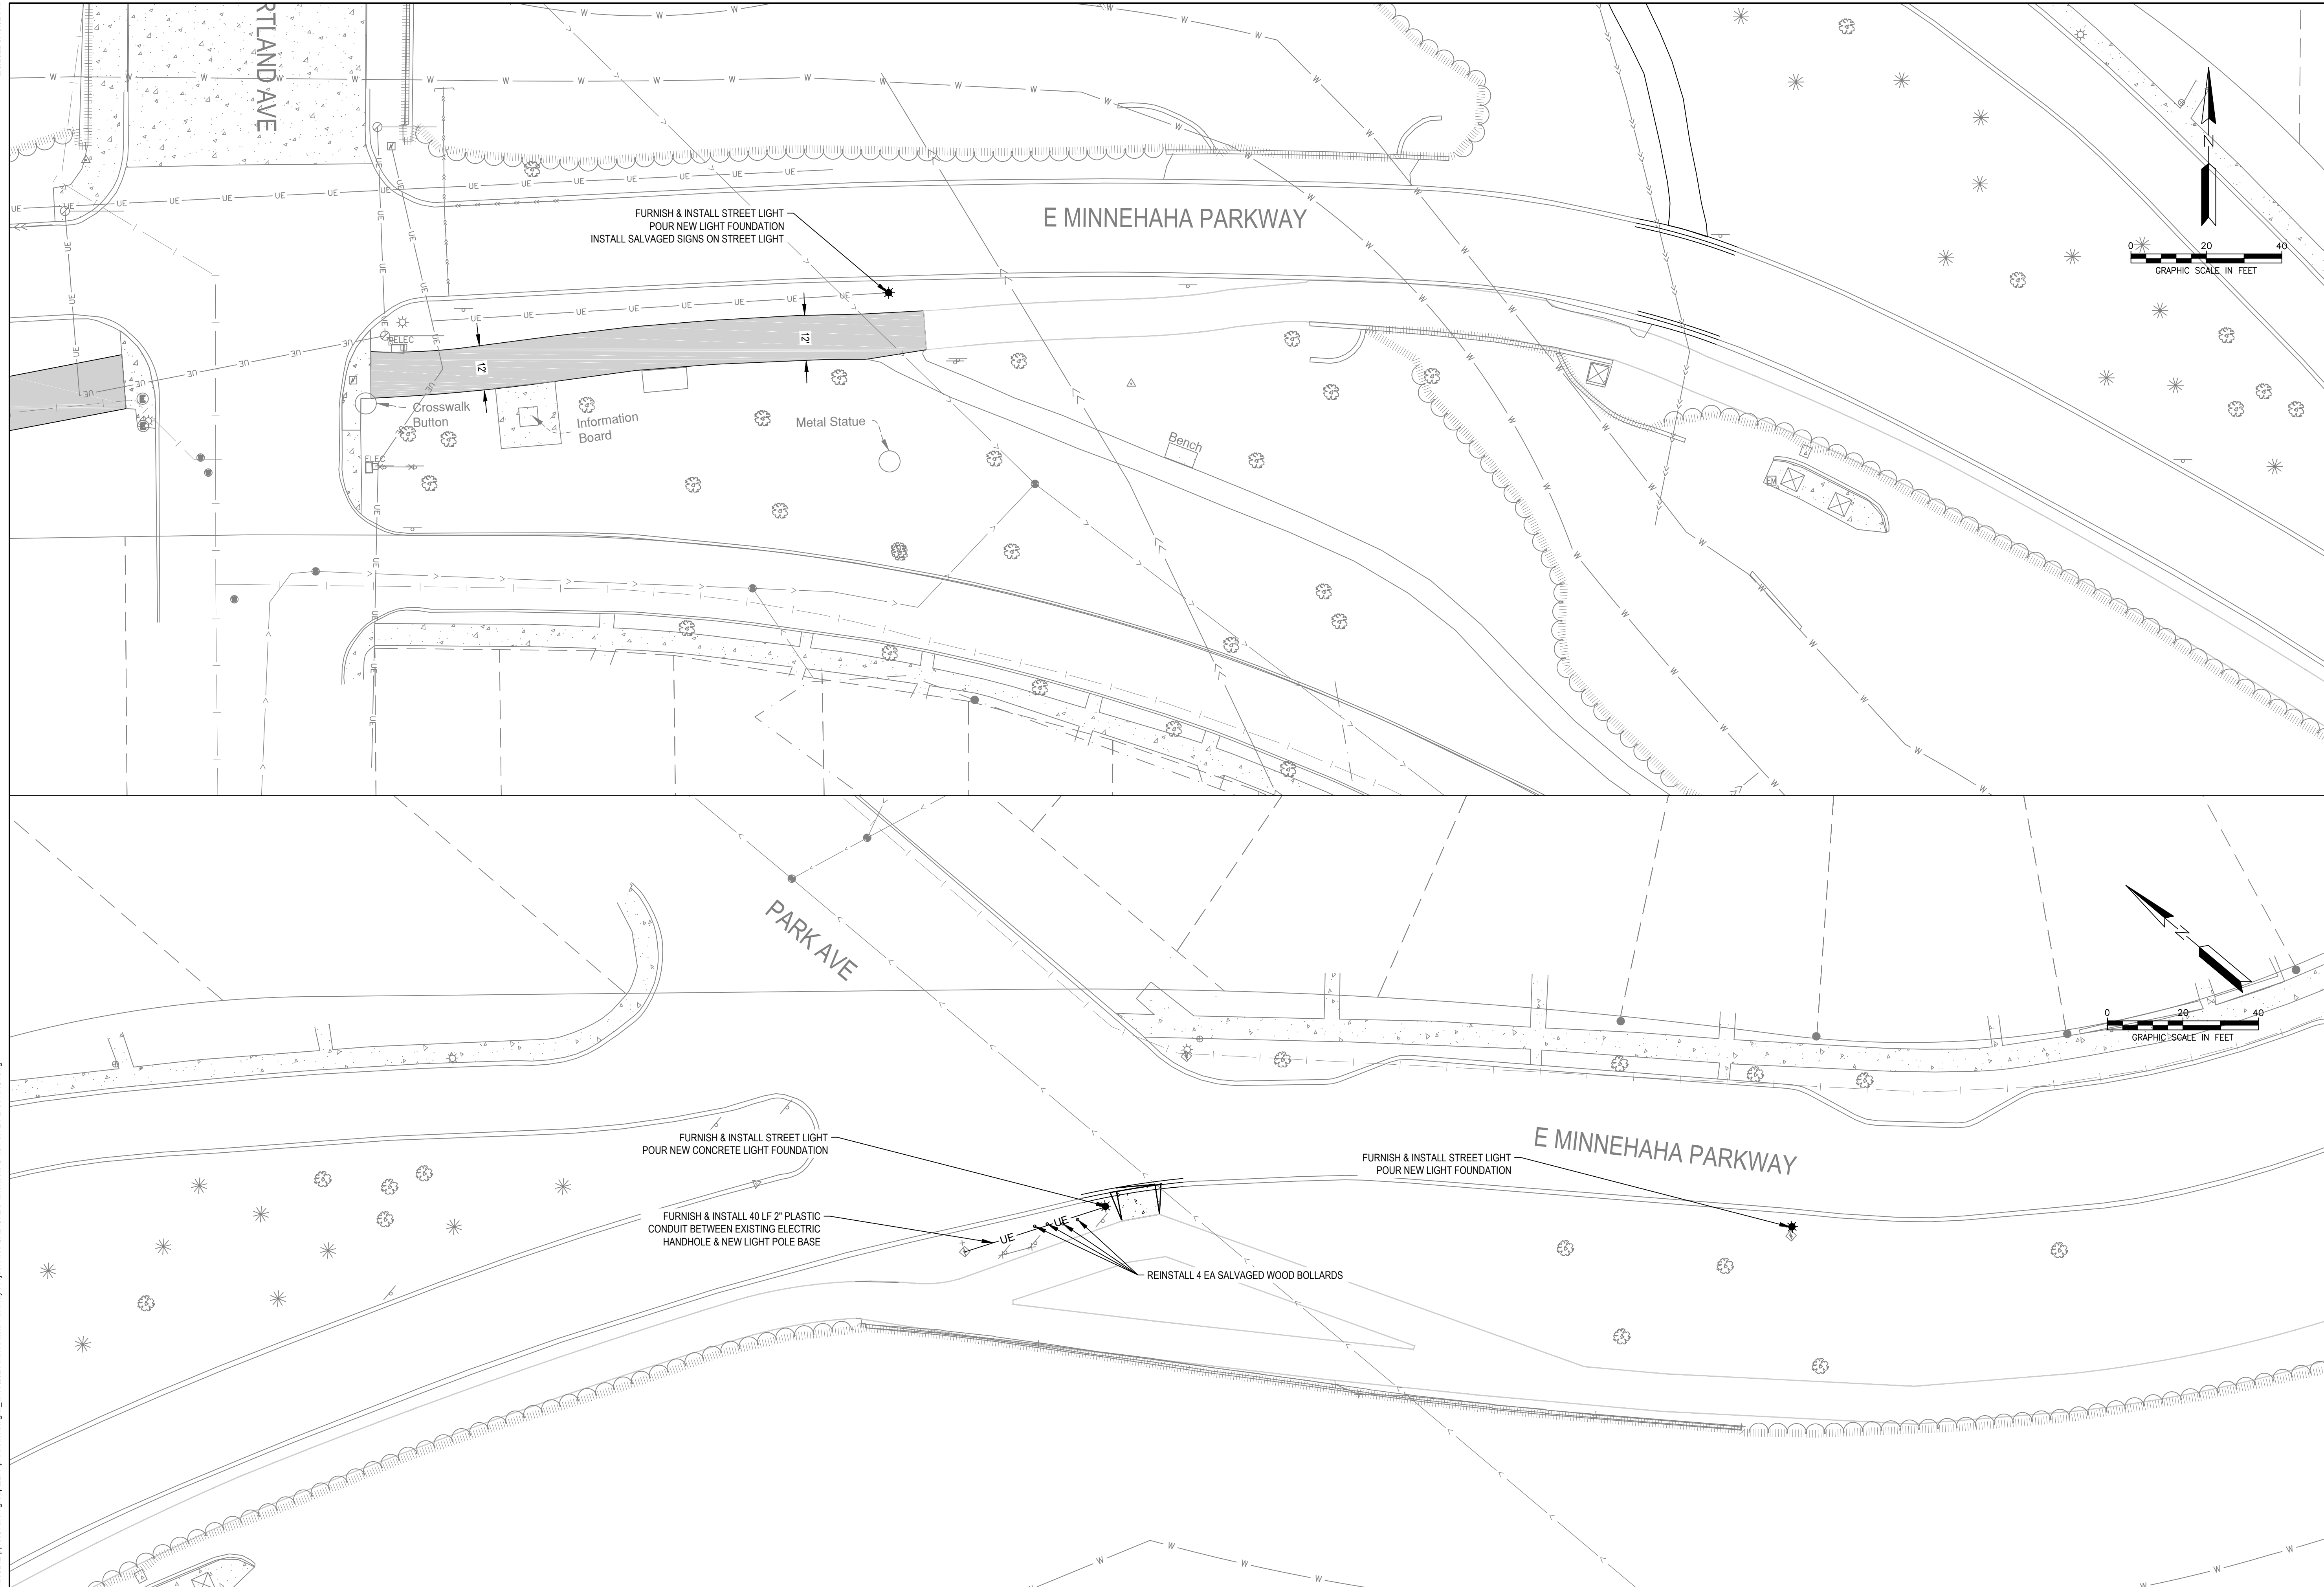 RTLAND AVE
E MINNEHAHA PARKWAY
FURNISH & INSTALL STREET LIGHT
POUR NEW LIGHT FOUNDATION
INSTALL SALVAGED SIGNS ON STREET LIGHT
N
0 20 40
GRAPHIC SCALE IN FEET
12'
12'
ELEC
Crosswalk
Button
Information
Board
Metal Statue
Bench
ELEC
EM
PARK AVE
N
0 20 40
GRAPHIC SCALE IN FEET
E MINNEHAHA PARKWAY
FURNISH & INSTALL STREET LIGHT
POUR NEW CONCRETE LIGHT FOUNDATION
FURNISH & INSTALL STREET LIGHT
POUR NEW LIGHT FOUNDATION
FURNISH & INSTALL 40 LF 2" PLASTIC
CONDUIT BETWEEN EXISTING ELECTRIC
HANDHOLE & NEW LIGHT POLE BASE
UE
UE
REINSTALL 4 EA SALVAGED WOOD BOLLARDS